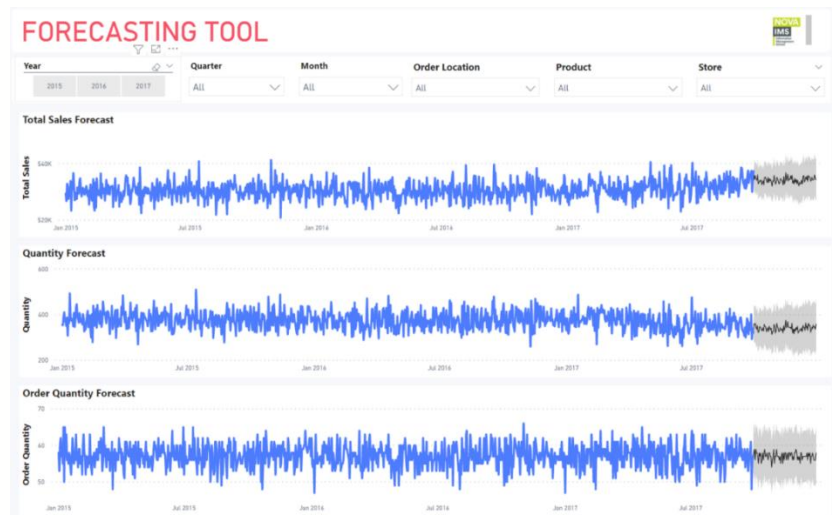 FORECASTING TOOL
NOVA
IMS
Information
Management
School
Year
Quarter
Month
Order Location
Product
Store
2015
2016
2017
All
All
All
All
All
Total Sales Forecast
Total Sales
$40K
$20K
Jan 2015
Jul 2015
Jan 2016
Jul 2016
Jan 2017
Jul 2017
Quantity Forecast
Quantity
600
400
200
Jan 2015
Jul 2015
Jan 2016
Jul 2016
Jan 2017
Jul 2017
Order Quantity Forecast
Order Quantity
70
60
50
Jan 2015
Jul 2015
Jan 2016
Jul 2016
Jan 2017
Jul 2017